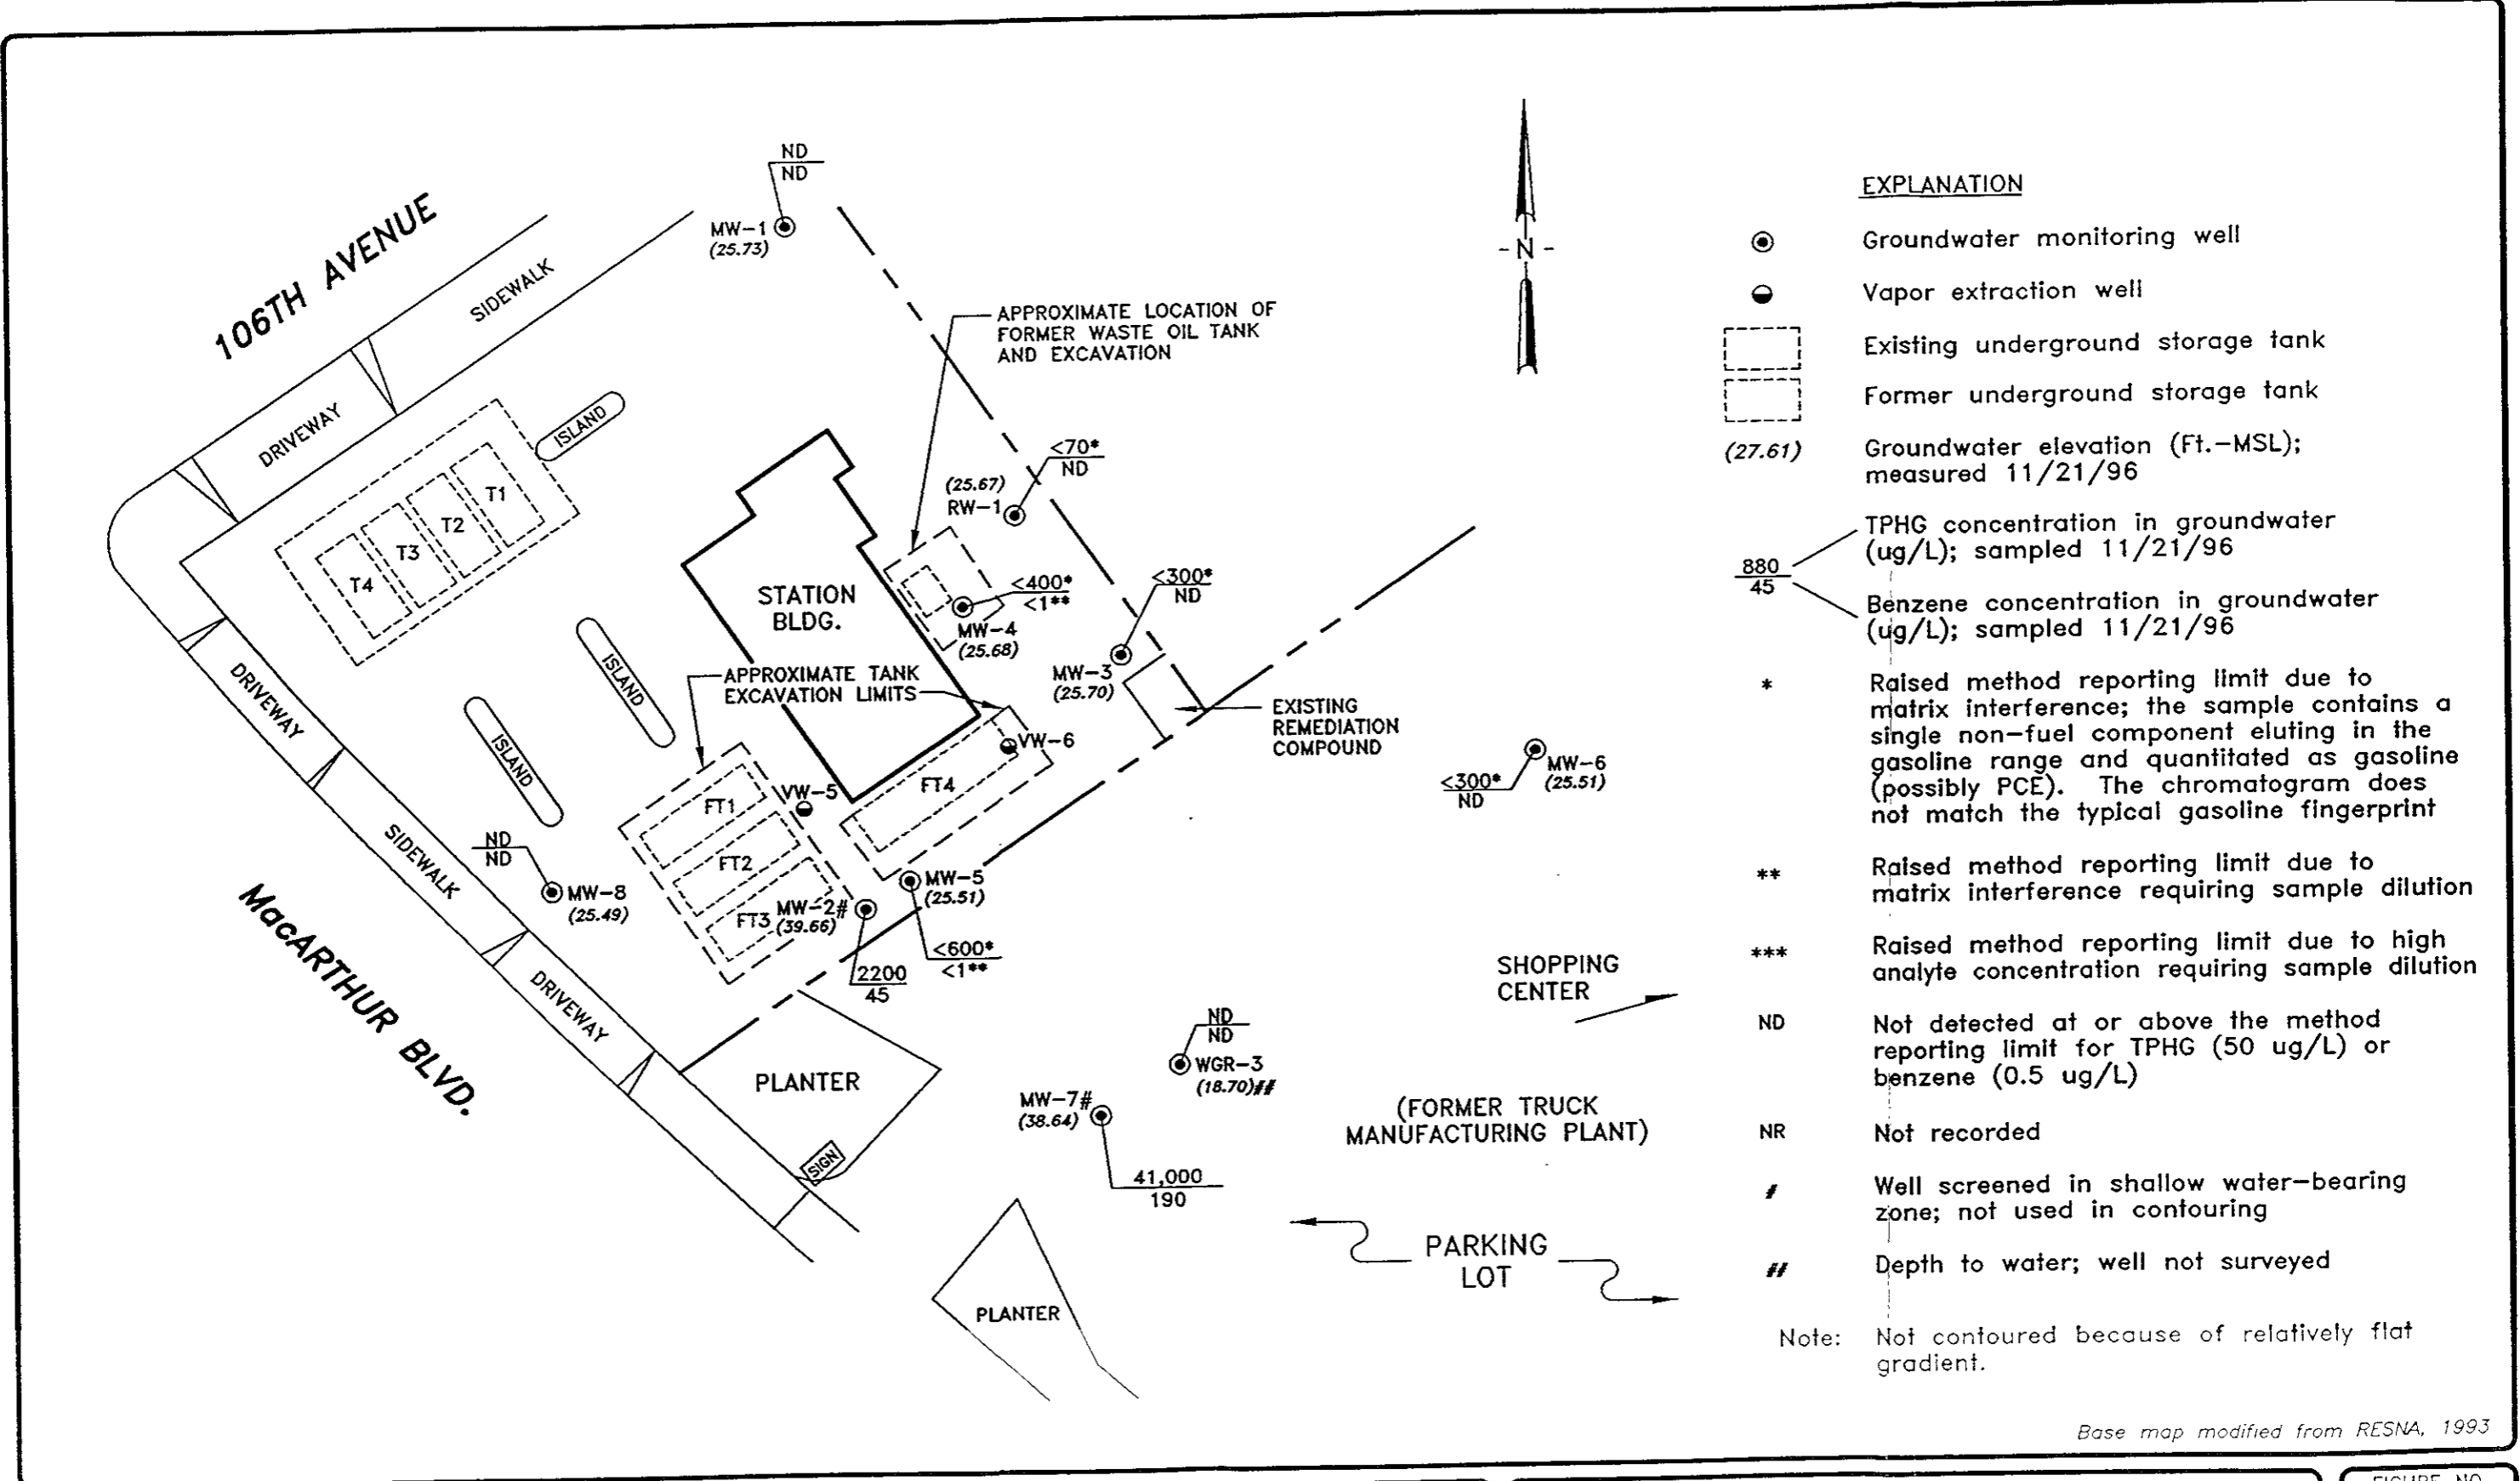 ND
ND
MW-1
(25.73)
106TH AVENUE
SIDEWALK
DRIVEWAY
ISLAND
APPROXIMATE LOCATION OF
FORMER WASTE OIL TANK
AND EXCAVATION
- N -
T1
T2
T3
T4
<70*
ND
(25.67)
RW-1
STATION
BLDG.
<400*
<1**
MW-4
(25.68)
<300*
ND
MW-3
(25.70)
DRIVEWAY
ISLAND
ISLAND
APPROXIMATE TANK
EXCAVATION LIMITS
EXISTING
REMEDIATION
COMPOUND
VW-6
MW-6
(25.51)
<300*
ND
FT4
VW-5
FT1
FT2
FT3
ND
ND
MW-8
(25.49)
SIDEWALK
MacARTHUR BLVD.
MW-5
(25.51)
MW-2#
(39.66)
<600*
<1**
2200
45
DRIVEWAY
SHOPPING
CENTER
ND
ND
WGR-3
(18.70)##
PLANTER
MW-7#
(38.64)
(FORMER TRUCK
MANUFACTURING PLANT)
SIGN
41,000
190
PARKING
LOT
PLANTER
EXPLANATION
Groundwater monitoring well
Vapor extraction well
Existing underground storage tank
Former underground storage tank
(27.61) Groundwater elevation (Ft.-MSL);
measured 11/21/96
880
45
TPHG concentration in groundwater
(ug/L); sampled 11/21/96
Benzene concentration in groundwater
(ug/L); sampled 11/21/96
* Raised method reporting limit due to
matrix interference; the sample contains a
single non-fuel component eluting in the
gasoline range and quantitated as gasoline
(possibly PCE). The chromatogram does
not match the typical gasoline fingerprint
** Raised method reporting limit due to
matrix interference requiring sample dilution
*** Raised method reporting limit due to high
analyte concentration requiring sample dilution
ND Not detected at or above the method
reporting limit for TPHG (50 ug/L) or
benzene (0.5 ug/L)
NR Not recorded
# Well screened in shallow water-bearing
zone; not used in contouring
## Depth to water; well not surveyed
Note: Not contoured because of relatively flat
gradient.
Base map modified from RESNA, 1993
FIGURE NO.